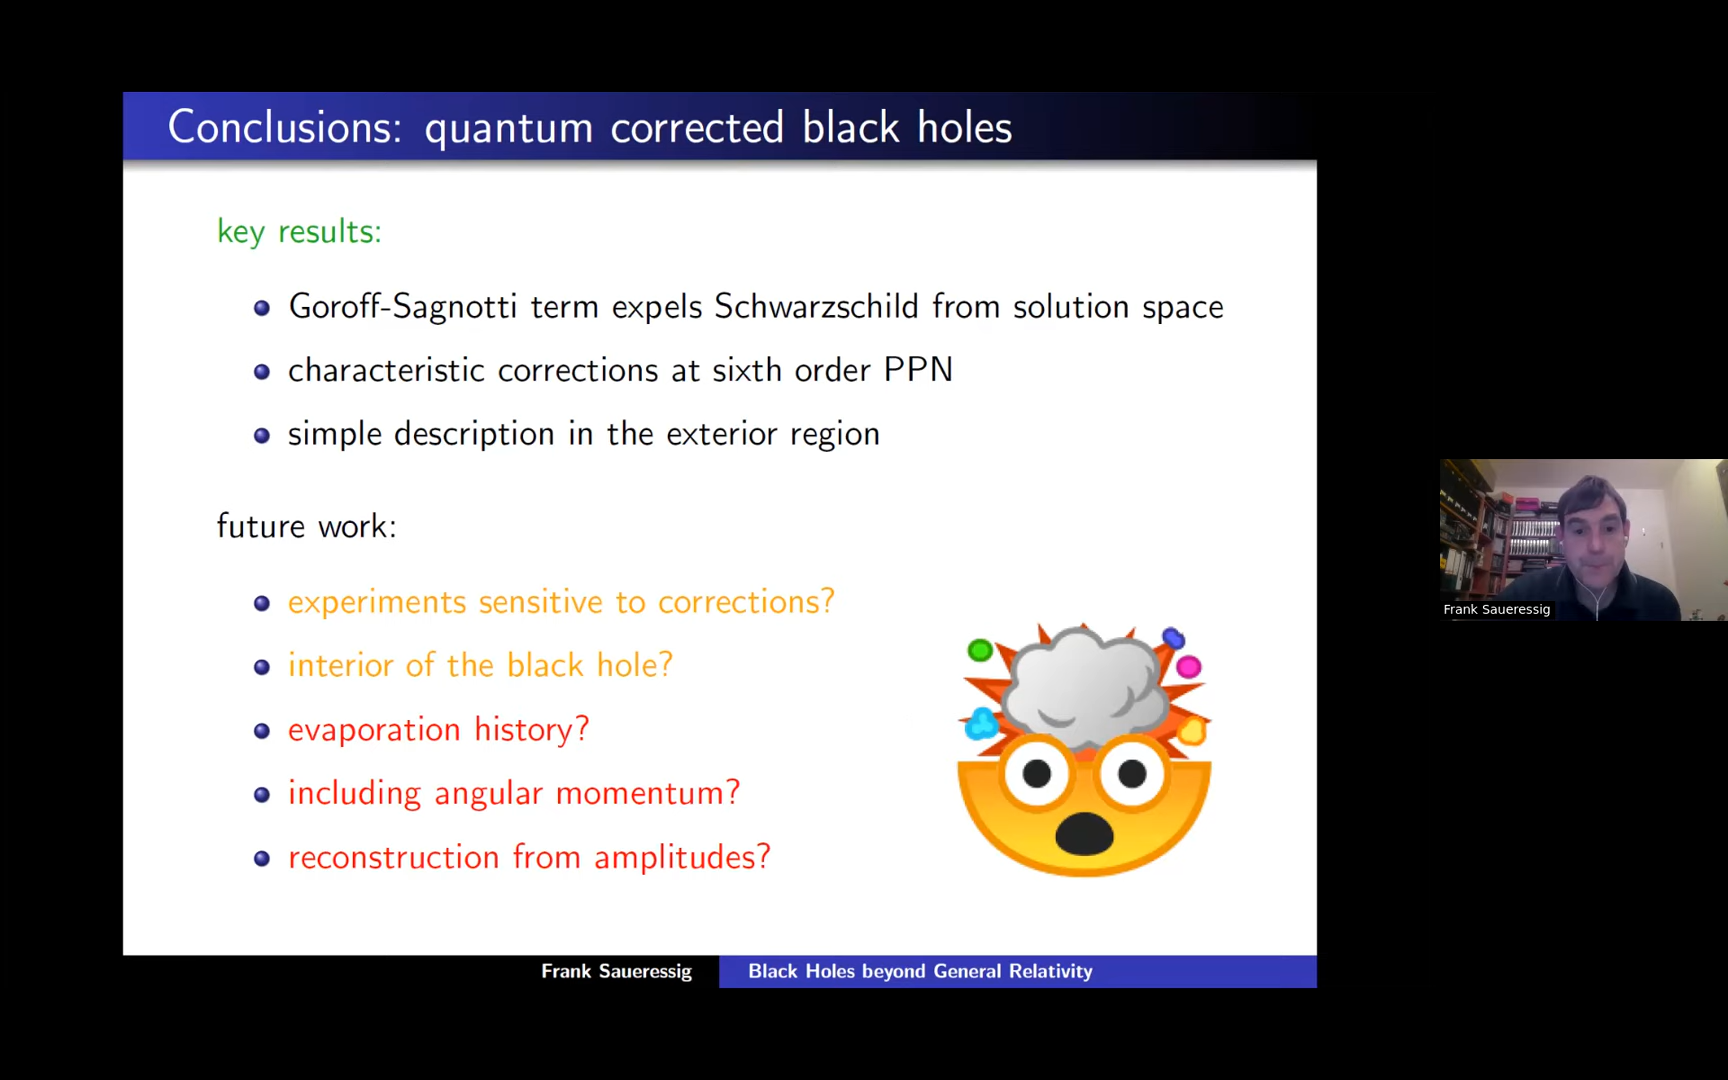 Conclusions: quantum corrected black holes
key results:
Goroff-Sagnotti term expels Schwarzschild from solution space
characteristic corrections at sixth order PPN
simple description in the exterior region
future work:
experiments sensitive to corrections?
interior of the black hole?
evaporation history?
including angular momentum?
reconstruction from amplitudes?
Frank Saueressig
Black Holes beyond General Relativity
Frank Saueressig